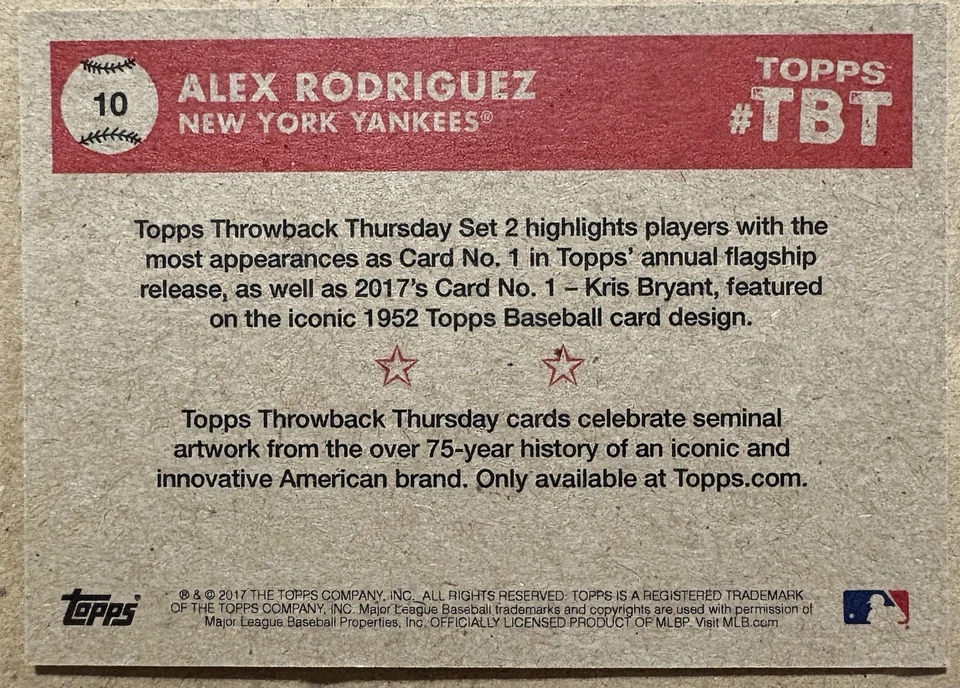 10
ALEX RODRIGUEZ
NEW YORK YANKEES®
TOPPS
#TBT
Topps Throwback Thursday Set 2 highlights players with the
most appearances as Card No. 1 in Topps' annual flagship
release, as well as 2017's Card No. 1 – Kris Bryant, featured
on the iconic 1952 Topps Baseball card design.
Topps Throwback Thursday cards celebrate seminal
artwork from the over 75-year history of an iconic and
innovative American brand. Only available at Topps.com.
topps®
® & © 2017 THE TOPPS COMPANY, INC. ALL RIGHTS RESERVED. TOPPS IS A REGISTERED TRADEMARK
OF THE TOPPS COMPANY, INC. Major League Baseball trademarks and copyrights are used with permission of
Major League Baseball Properties, Inc. OFFICIALLY LICENSED PRODUCT OF MLBP. Visit MLB.com